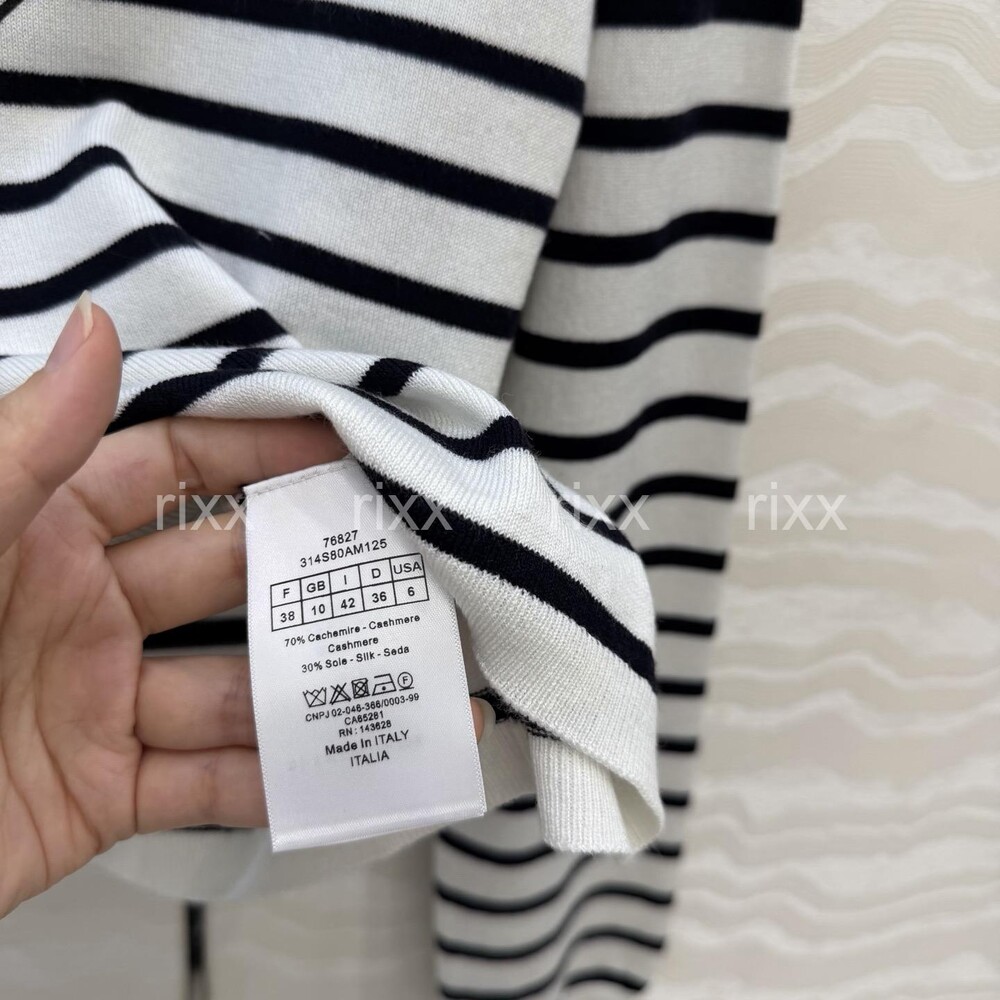 rixx rixx rixx rixx
76827
314S80AM125
F GB I D USA
38 10 42 36 6
70% Cachemire - Cashmere
Cashmere
30% Soie - Silk - Seda
F
CNPJ 02-046-366/0003-99
CA65281
RN : 143628
Made In ITALY
ITALIA